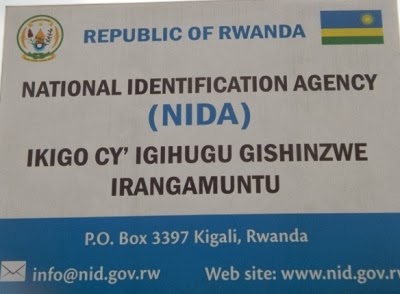 REPUBLIC OF RWANDA
NATIONAL IDENTIFICATION AGENCY
(NIDA)
IKIGO CY' IGIHUGU GISHINZWE
IRANGAMUNTU
P.O. Box 3397 Kigali, Rwanda
info@nid.gov.rw Web site: www.nid.gov.rw